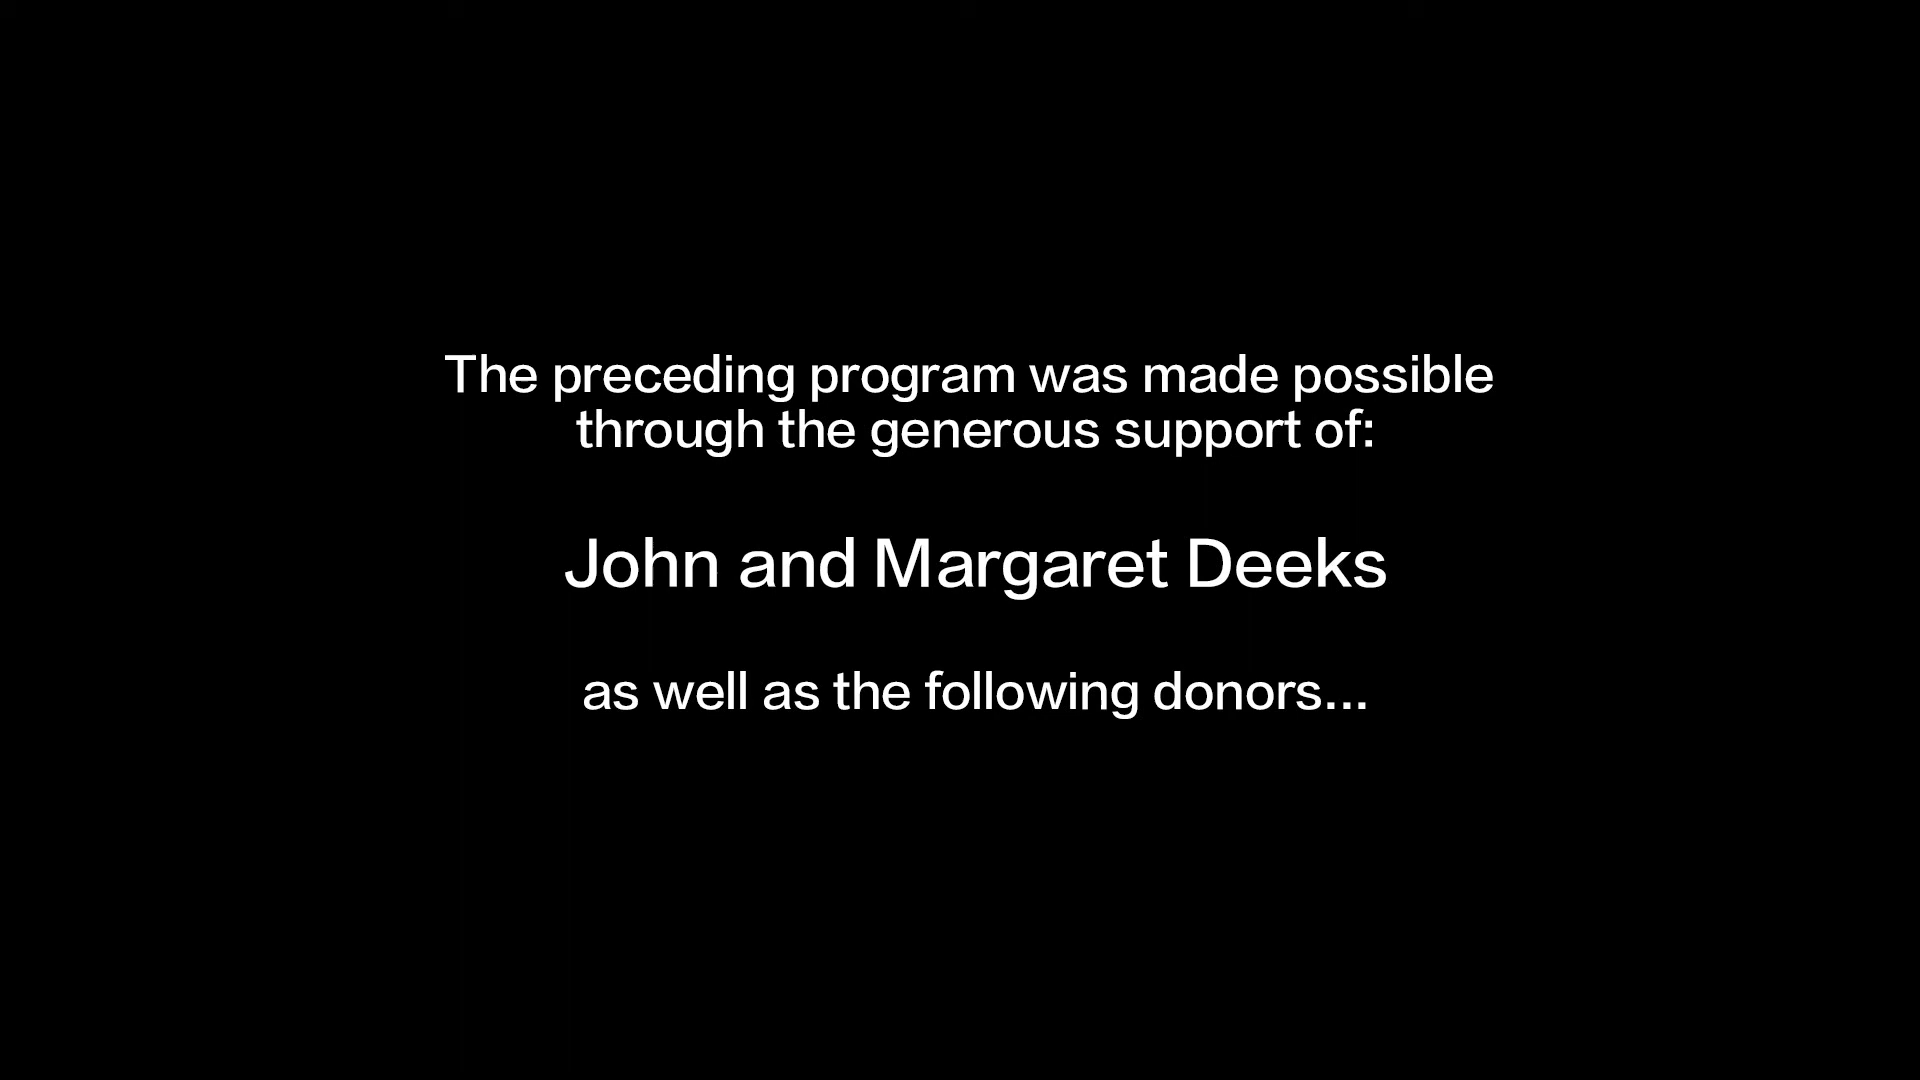 The preceding program was made possible
through the generous support of:
John and Margaret Deeks
as well as the following donors...